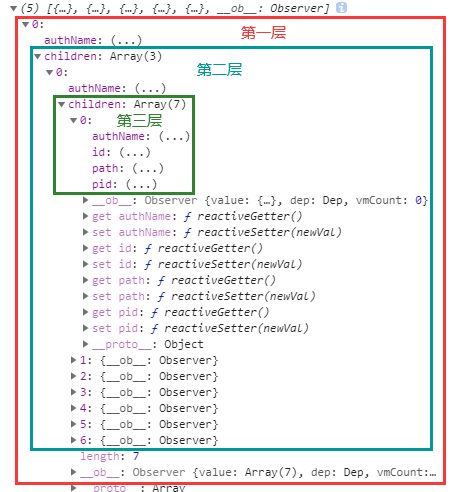 (5) [{…}, {…}, {…}, {…}, {…}, __ob__: Observer] i
0: 第一层
authName: (...)
children: Array(3)
0: 第二层
authName: (...)
children: Array(7)
0: 第三层
authName: (...)
id: (...)
path: (...)
pid: (...)
__ob__: Observer {value: {…}, dep: Dep, vmCount: 0}
get authName: ƒ reactiveGetter()
set authName: ƒ reactiveSetter(newVal)
get id: ƒ reactiveGetter()
set id: ƒ reactiveSetter(newVal)
get path: ƒ reactiveGetter()
set path: ƒ reactiveSetter(newVal)
get pid: ƒ reactiveGetter()
set pid: ƒ reactiveSetter(newVal)
__proto__: Object
1: {__ob__: Observer}
2: {__ob__: Observer}
3: {__ob__: Observer}
4: {__ob__: Observer}
5: {__ob__: Observer}
6: {__ob__: Observer}
length: 7
__ob__: Observer {value: Array(7), dep: Dep, vmCount:…
__proto__: Array